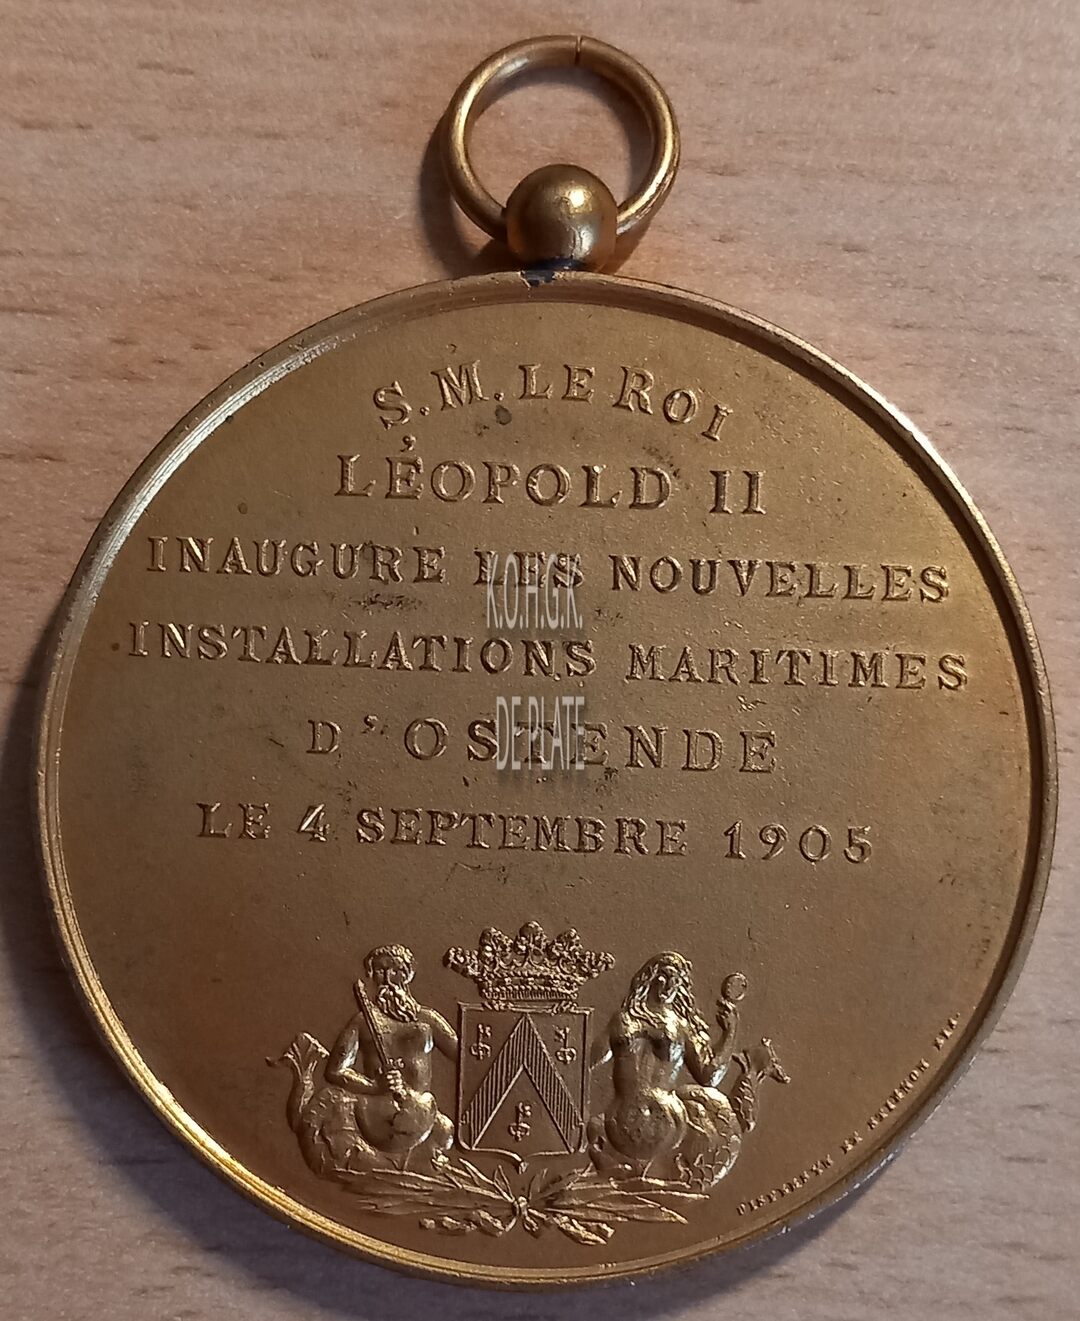 S.M. LE ROI
LÉOPOLD II
INAUGURE LES NOUVELLES
INSTALLATIONS MARITIMES
D'OSTENDE
LE 4 SEPTEMBRE 1905
K.O.H.G.K.
DE PLATE